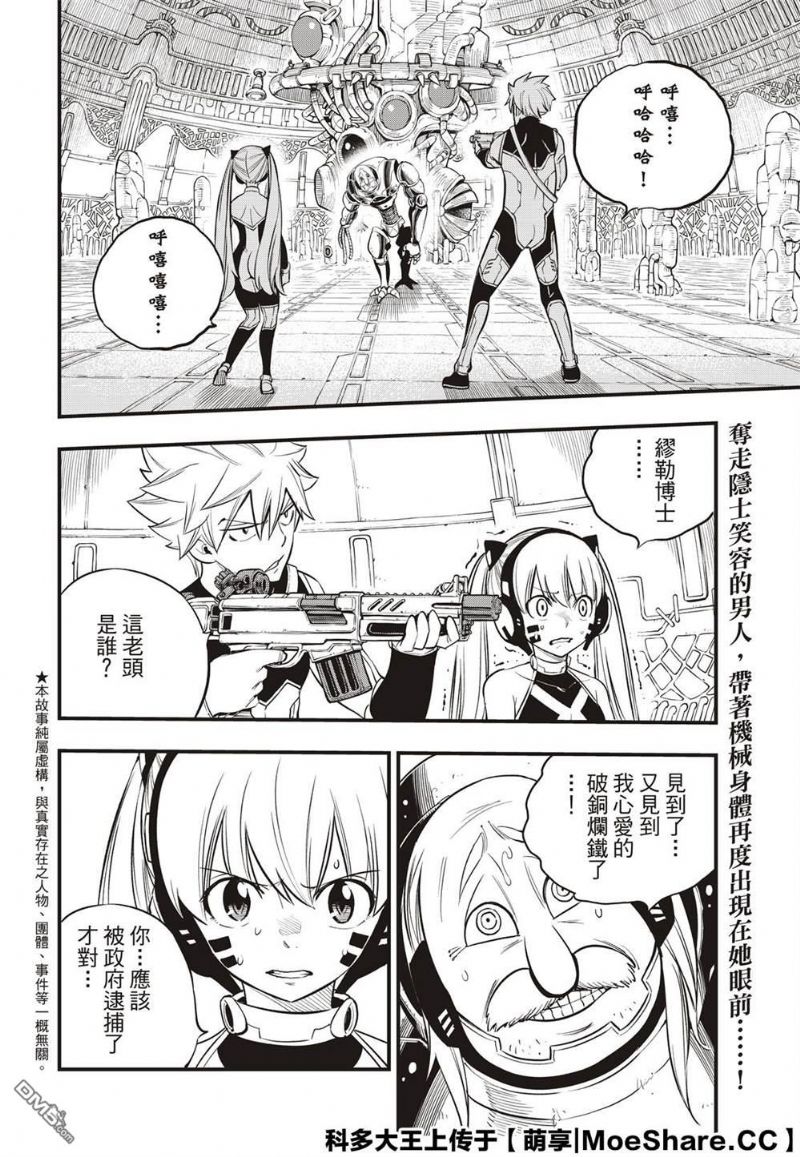 呼嘻…
呼哈哈哈！
呼嘻嘻嘻…
奪走隱士笑容的男人，帶著機械身體再度出現在她眼前……！
繆勒博士
……
這老頭
是誰？
見到了…
又見到
我心愛的
破銅爛鐵了
…！
你…應該
被政府逮捕了
才對…
★本故事純屬虛構，與真實存在之人物、團體、事件等一概無關。
DM5
科多大王上传于【萌享|MoeShare.CC】